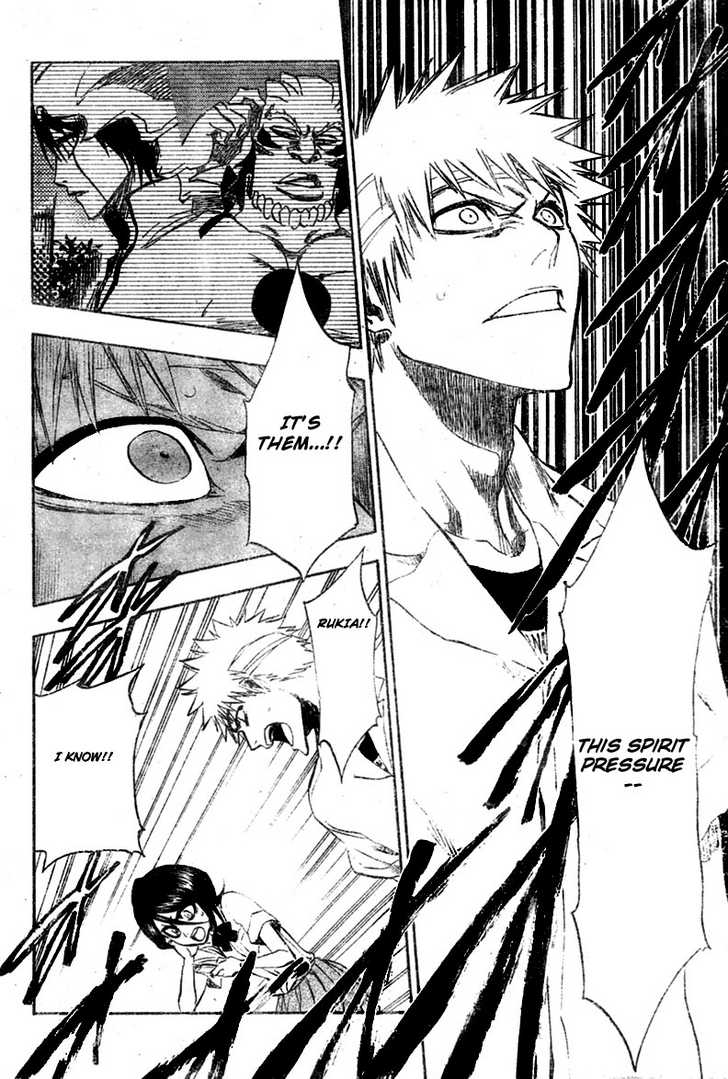 THIS SPIRIT
PRESSURE
--
IT'S
THEM...!!
RUKIA!!
I KNOW!!